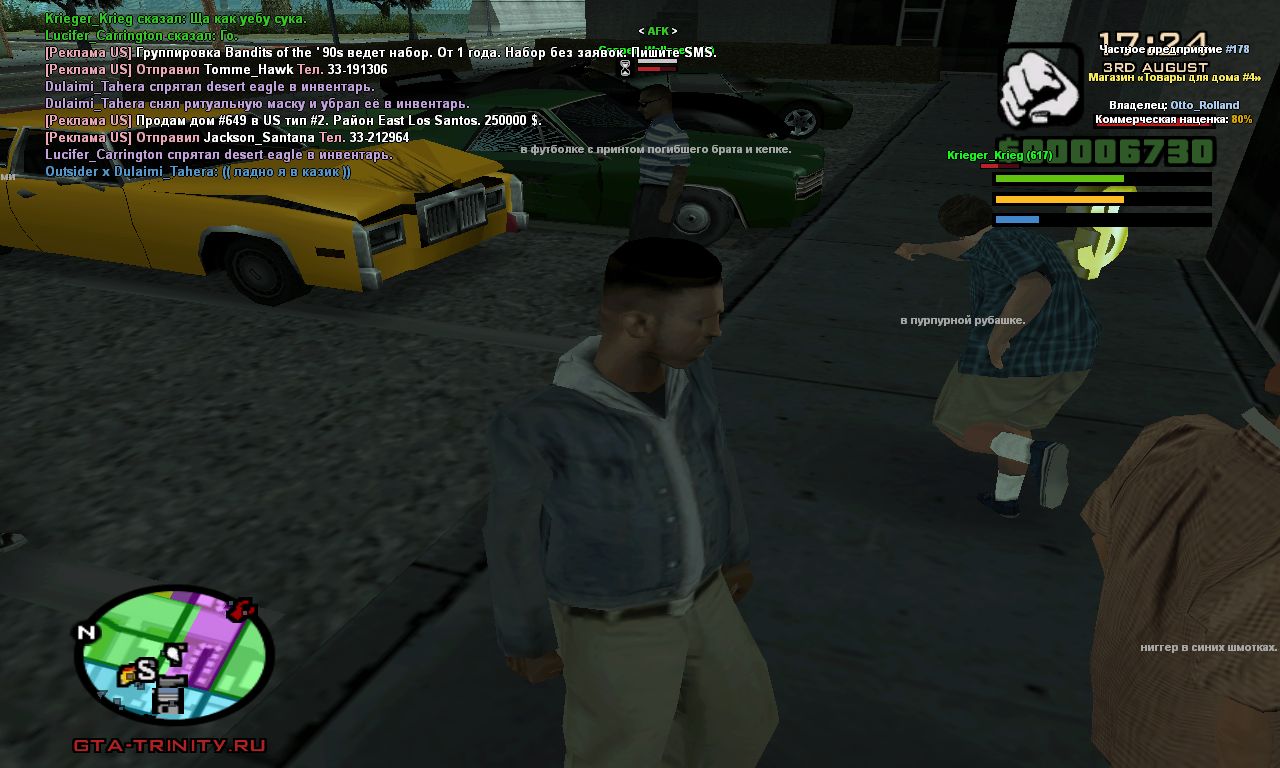 Krieger_Krieg сказал: Ща как уебу сука.
Lucifer_Carrington сказал: Го.
[Реклама US] Группировка Bandits of the '90s ведет набор. От 1 года. Набор без заявок. Пишите SMS.
[Реклама US] Отправил Tomme_Hawk Тел. 33-191306
Dulaimi_Tahera спрятал desert eagle в инвентарь.
Dulaimi_Tahera снял ритуальную маску и убрал её в инвентарь.
[Реклама US] Продам дом #649 в US тип #2. Район East Los Santos. 250000 $.
[Реклама US] Отправил Jackson_Santana Тел. 33-212964
Lucifer_Carrington спрятал desert eagle в инвентарь.
Outsider x Dulaimi_Tahera: (( ладно я в казик ))
ми
< AFK >
в футболке с принтом погибшего брата и кепке.
17:24
Частное предприятие #178
3RD AUGUST
Магазин «Товары для дома #4»
Владелец: Otto_Rolland
Коммерческая наценка: 80%
$00006730
Krieger_Krieg (617)
в пурпурной рубашке.
ниггер в синих шмотках.
N
S
GTA-TRINITY.RU